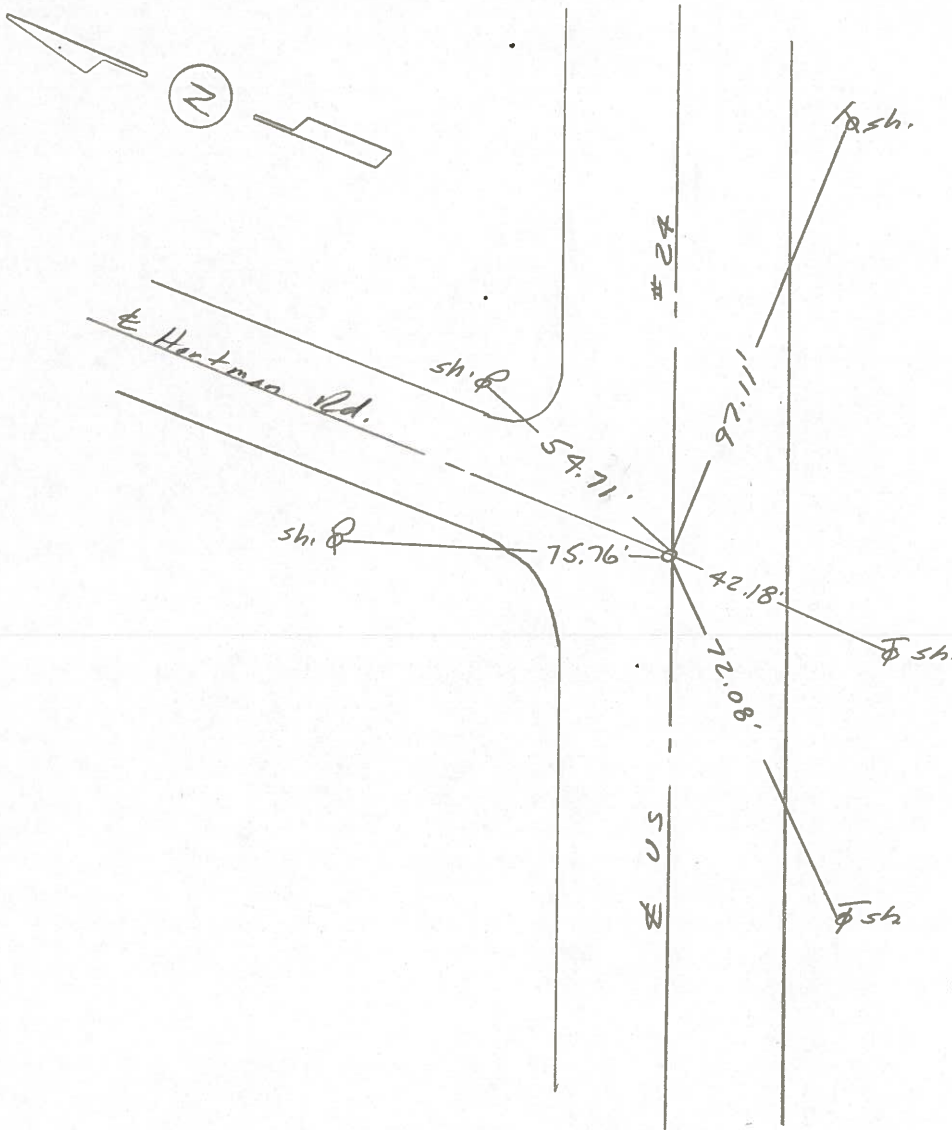 N
sh.
# 24
℄ Hartman Rd.
sh.
97.11'
54.71'
sh.
75.76'
42.18'
sh.
72.08'
℄ US
sh